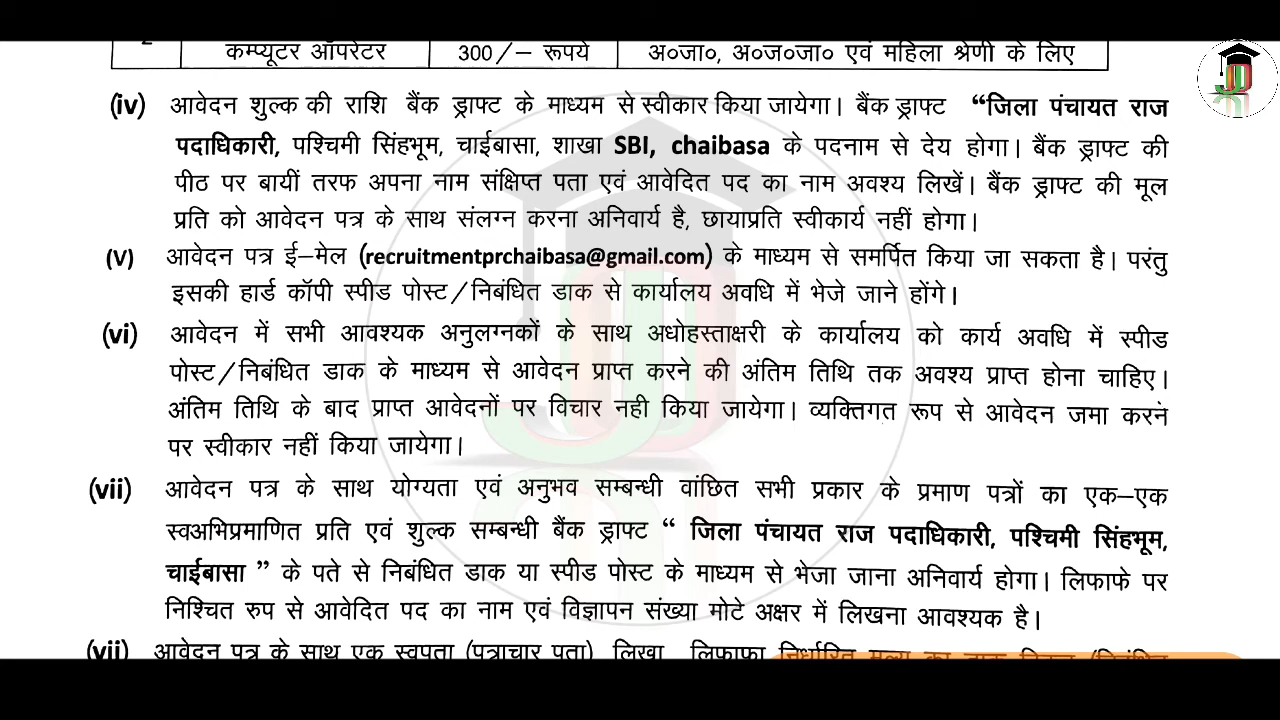 कम्प्यूटर ऑपरेटर 300/– रूपये अ०जा०, अ०ज०जा० एवं महिला श्रेणी के लिए
(iv) आवेदन शुल्क की राशि बैंक ड्राफ्ट के माध्यम से स्वीकार किया जायेगा। बैंक ड्राफ्ट “जिला पंचायत राज
पदाधिकारी, पश्चिमी सिंहभूम, चाईबासा, शाखा SBI, chaibasa के पदनाम से देय होगा। बैंक ड्राफ्ट की
पीठ पर बायीं तरफ अपना नाम संक्षिप्त पता एवं आवेदित पद का नाम अवश्य लिखें। बैंक ड्राफ्ट की मूल
प्रति को आवेदन पत्र के साथ संलग्न करना अनिवार्य है, छायाप्रति स्वीकार्य नहीं होगा।
(V) आवेदन पत्र ई–मेल (recruitmentprchaibasa@gmail.com) के माध्यम से समर्पित किया जा सकता है। परंतु
इसकी हार्ड कॉपी स्पीड पोस्ट/निबंधित डाक से कार्यालय अवधि में भेजे जाने होंगे।
(vi) आवेदन में सभी आवश्यक अनुलग्नकों के साथ अधोहस्ताक्षरी के कार्यालय को कार्य अवधि में स्पीड
पोस्ट/निबंधित डाक के माध्यम से आवेदन प्राप्त करने की अंतिम तिथि तक अवश्य प्राप्त होना चाहिए।
अंतिम तिथि के बाद प्राप्त आवेदनों पर विचार नही किया जायेगा। व्यक्तिगत रूप से आवेदन जमा करने
पर स्वीकार नहीं किया जायेगा।
(vii) आवेदन पत्र के साथ योग्यता एवं अनुभव सम्बन्धी वांछित सभी प्रकार के प्रमाण पत्रों का एक–एक
स्वअभिप्रमाणित प्रति एवं शुल्क सम्बन्धी बैंक ड्राफ्ट “ जिला पंचायत राज पदाधिकारी, पश्चिमी सिंहभूम,
चाईबासा ” के पते से निबंधित डाक या स्पीड पोस्ट के माध्यम से भेजा जाना अनिवार्य होगा। लिफाफे पर
निश्चित रुप से आवेदित पद का नाम एवं विज्ञापन संख्या मोटे अक्षर में लिखना आवश्यक है।
(vii) आवेदन पत्र के साथ एक स्वपता (पत्राचार पता) लिखा लिफाफा